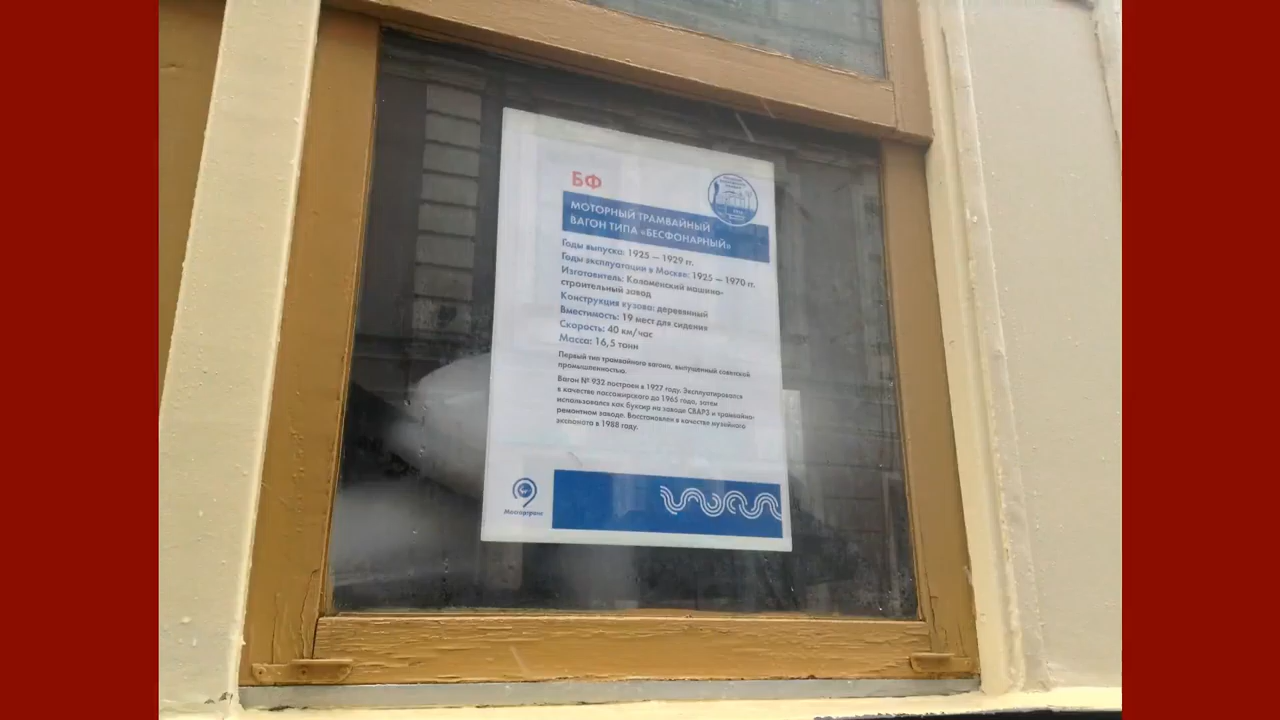 БФ
МОТОРНЫЙ ТРАМВАЙНЫЙ
ВАГОН ТИПА «БЕСФОНАРНЫЙ»
Годы выпуска: 1925 — 1929 гг.
Годы эксплуатации в Москве: 1925 — 1970 гг.
Изготовитель: Коломенский машино-
строительный завод
Конструкция кузова: деревянный
Вместимость: 19 мест для сидения
Скорость: 40 км/час
Масса: 16,5 тонн
Первый тип трамвайного вагона, выпущенный советской
промышленностью.
Вагон № 932 построен в 1927 году. Эксплуатировался
в качестве пассажирского до 1965 года, затем
использовался как буксир на заводе СВАРЗ и трамвайно-
ремонтном заводе. Восстановлен в качестве музейного
экспоната в 1988 году.
Мосгортранс